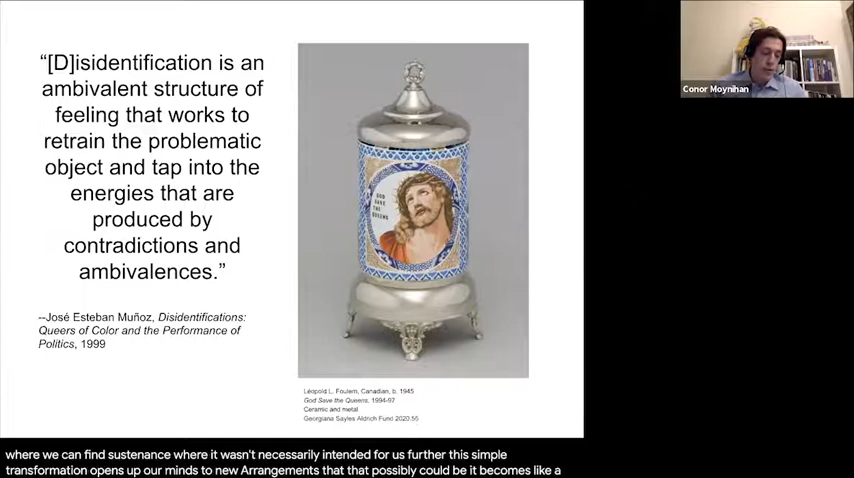 “[D]isidentification is an
ambivalent structure of
feeling that works to
retrain the problematic
object and tap into the
energies that are
produced by
contradictions and
ambivalences.”
--José Esteban Muñoz, Disidentifications:
Queers of Color and the Performance of
Politics, 1999
GOD
SAVE
THE
QUEENS
Léopold L. Foulem, Canadian, b. 1945
God Save the Queens, 1994-97
Ceramic and metal
Georgiana Sayles Aldrich Fund 2020.55
Conor Moynihan
where we can find sustenance where it wasn't necessarily intended for us further this simple
transformation opens up our minds to new Arrangements that that possibly could be it becomes like a